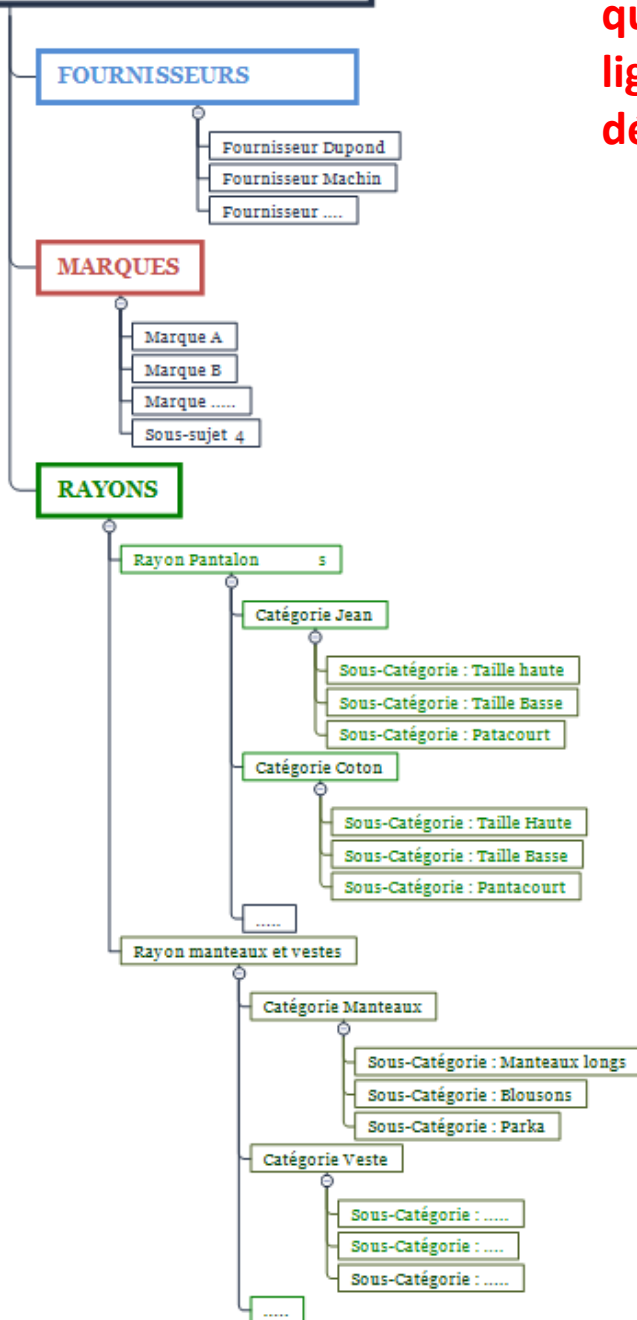 qu
lig
de
FOURNISSEURS
Fournisseur Dupond
Fournisseur Machin
Fournisseur ....
MARQUES
Marque A
Marque B
Marque .....
Sous-sujet 4
RAYONS
Rayon Pantalon s
Catégorie Jean
Sous-Catégorie : Taille haute
Sous-Catégorie : Taille Basse
Sous-Catégorie : Patacourt
Catégorie Coton
Sous-Catégorie : Taille Haute
Sous-Catégorie : Taille Basse
Sous-Catégorie : Pantacourt
.....
Rayon manteaux et vestes
Catégorie Manteaux
Sous-Catégorie : Manteaux longs
Sous-Catégorie : Blousons
Sous-Catégorie : Parka
Catégorie Veste
Sous-Catégorie : .....
Sous-Catégorie : ....
Sous-Catégorie : .....
.....